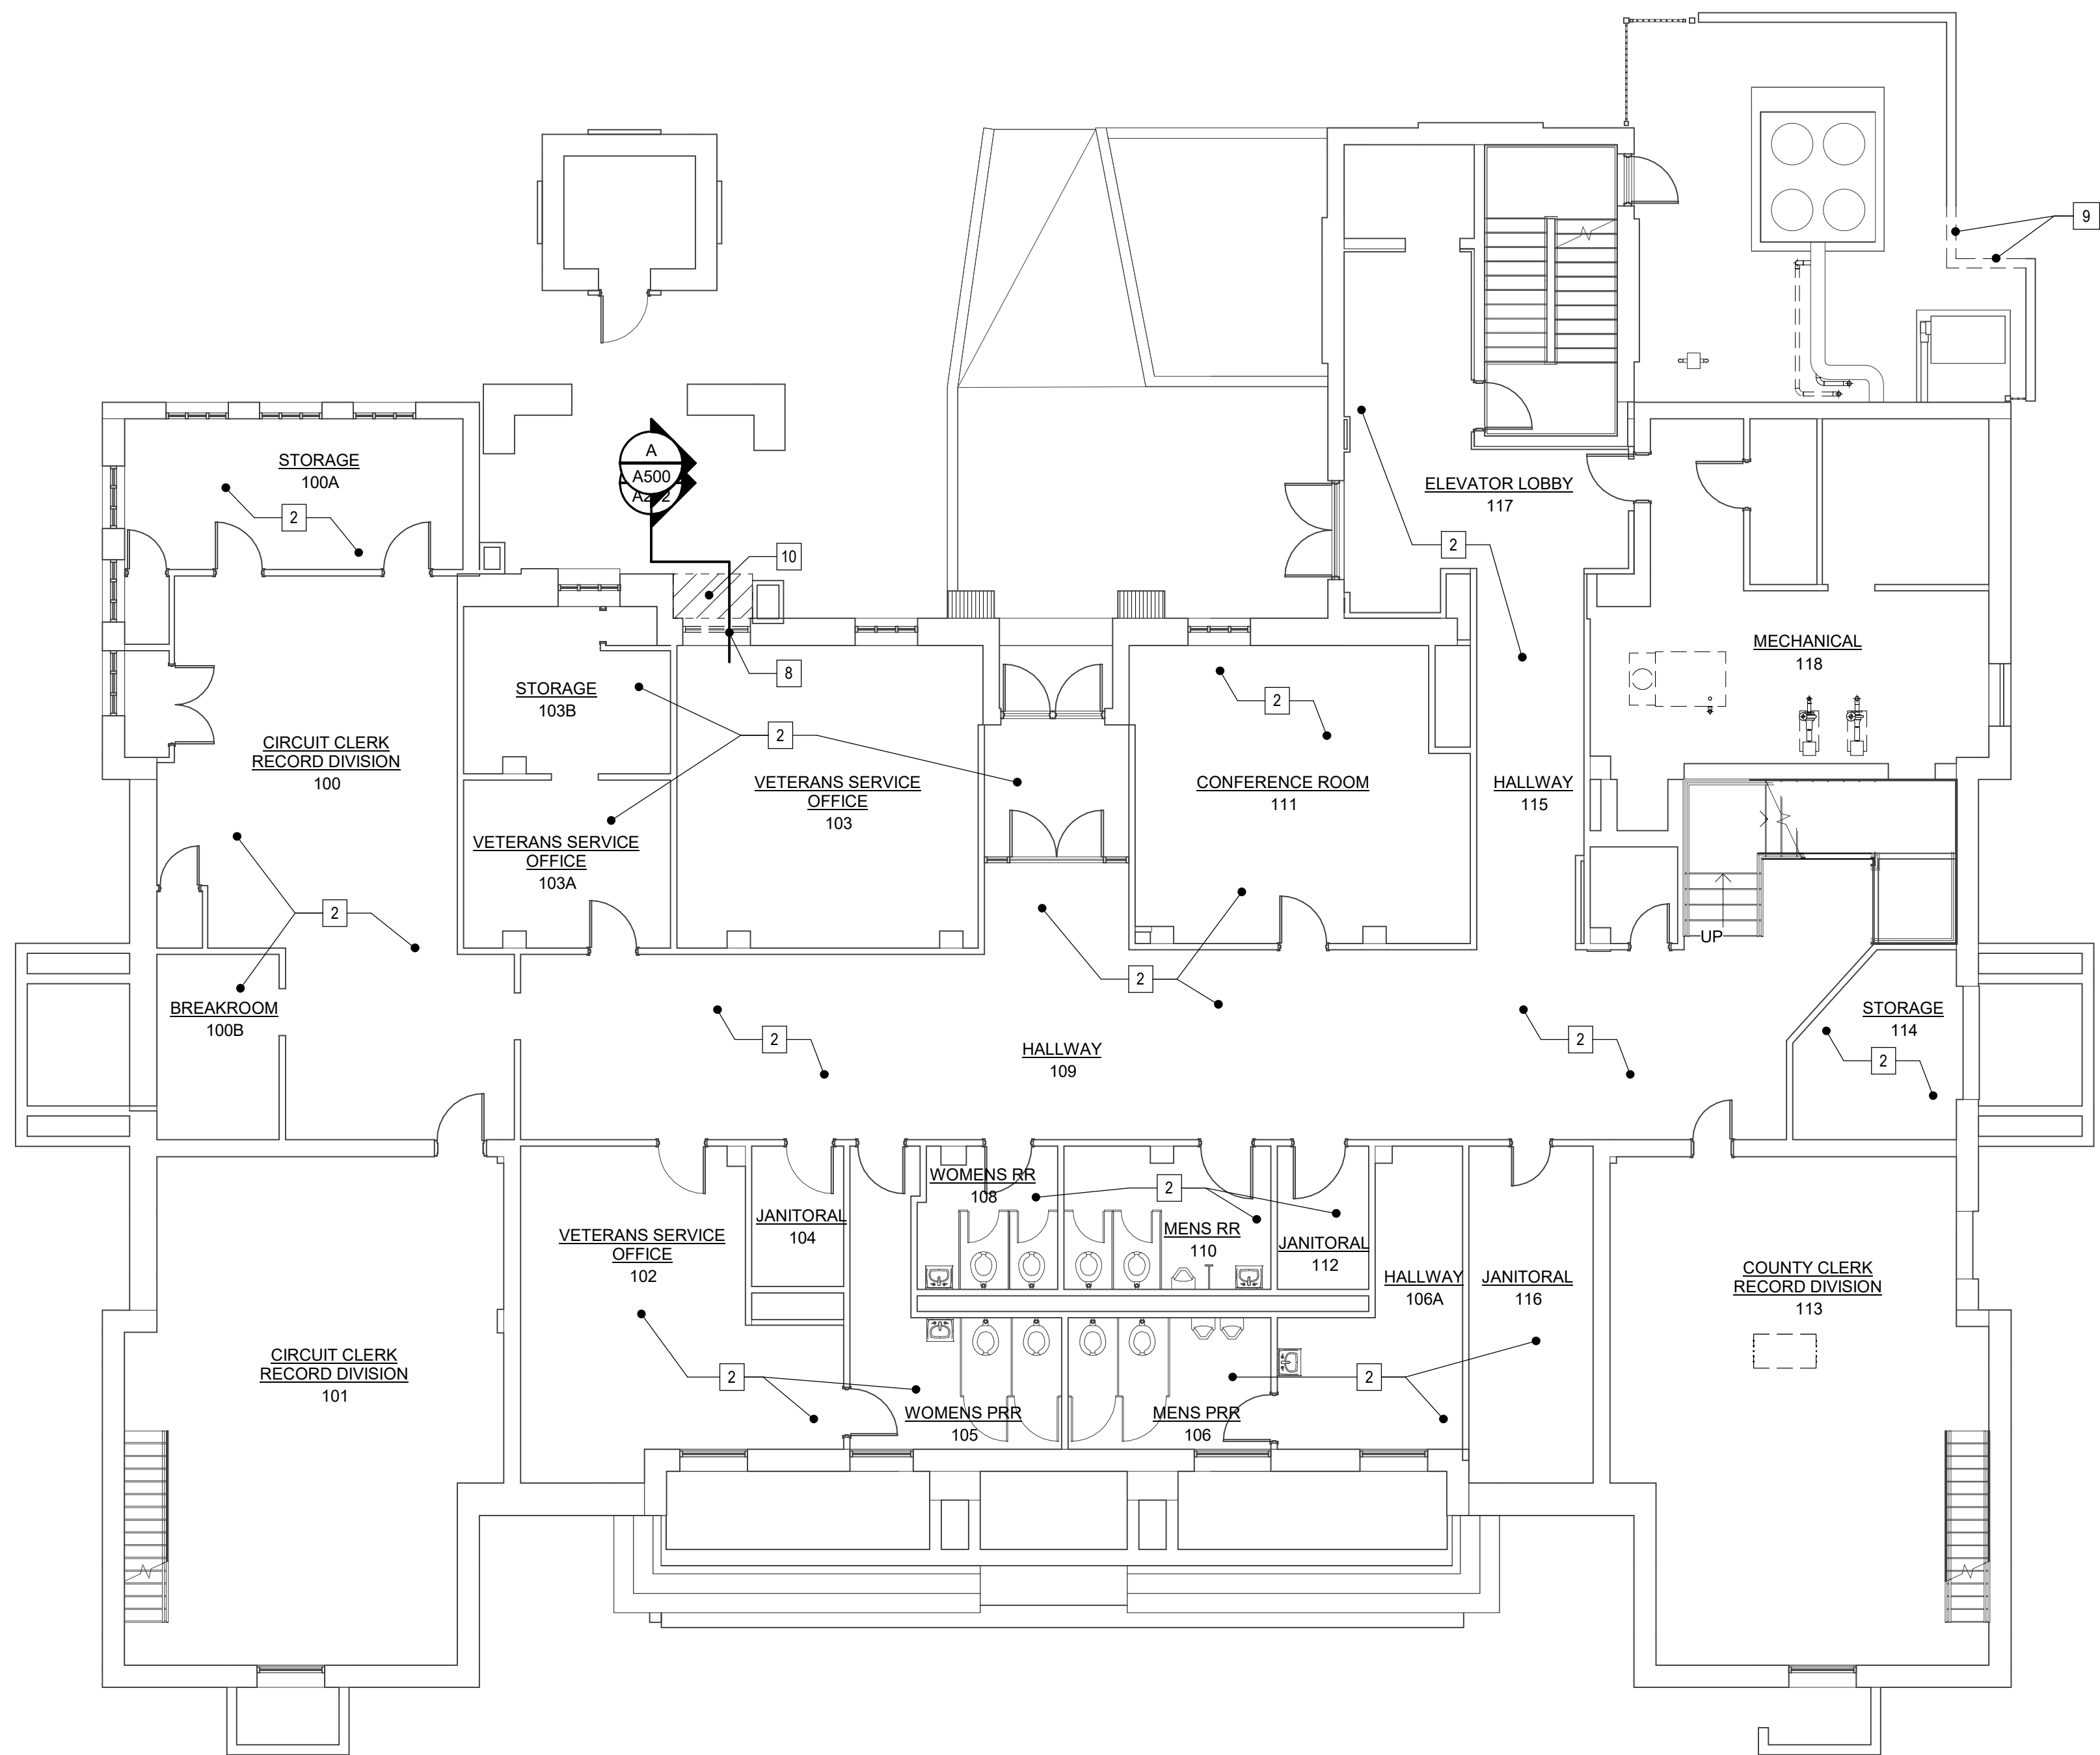 9
A
A500
STORAGE
100A
2
ELEVATOR LOBBY
117
2
10
8
MECHANICAL
118
STORAGE
103B
2
2
CIRCUIT CLERK
RECORD DIVISION
100
VETERANS SERVICE
OFFICE
103
CONFERENCE ROOM
111
HALLWAY
115
VETERANS SERVICE
OFFICE
103A
2
UP
2
BREAKROOM
100B
2
HALLWAY
109
2
STORAGE
114
2
WOMENS RR
108
2
JANITORAL
104
MENS RR
110
JANITORAL
112
VETERANS SERVICE
OFFICE
102
HALLWAY
106A
JANITORAL
116
COUNTY CLERK
RECORD DIVISION
113
CIRCUIT CLERK
RECORD DIVISION
101
2
2
WOMENS PRR
105
MENS PRR
106